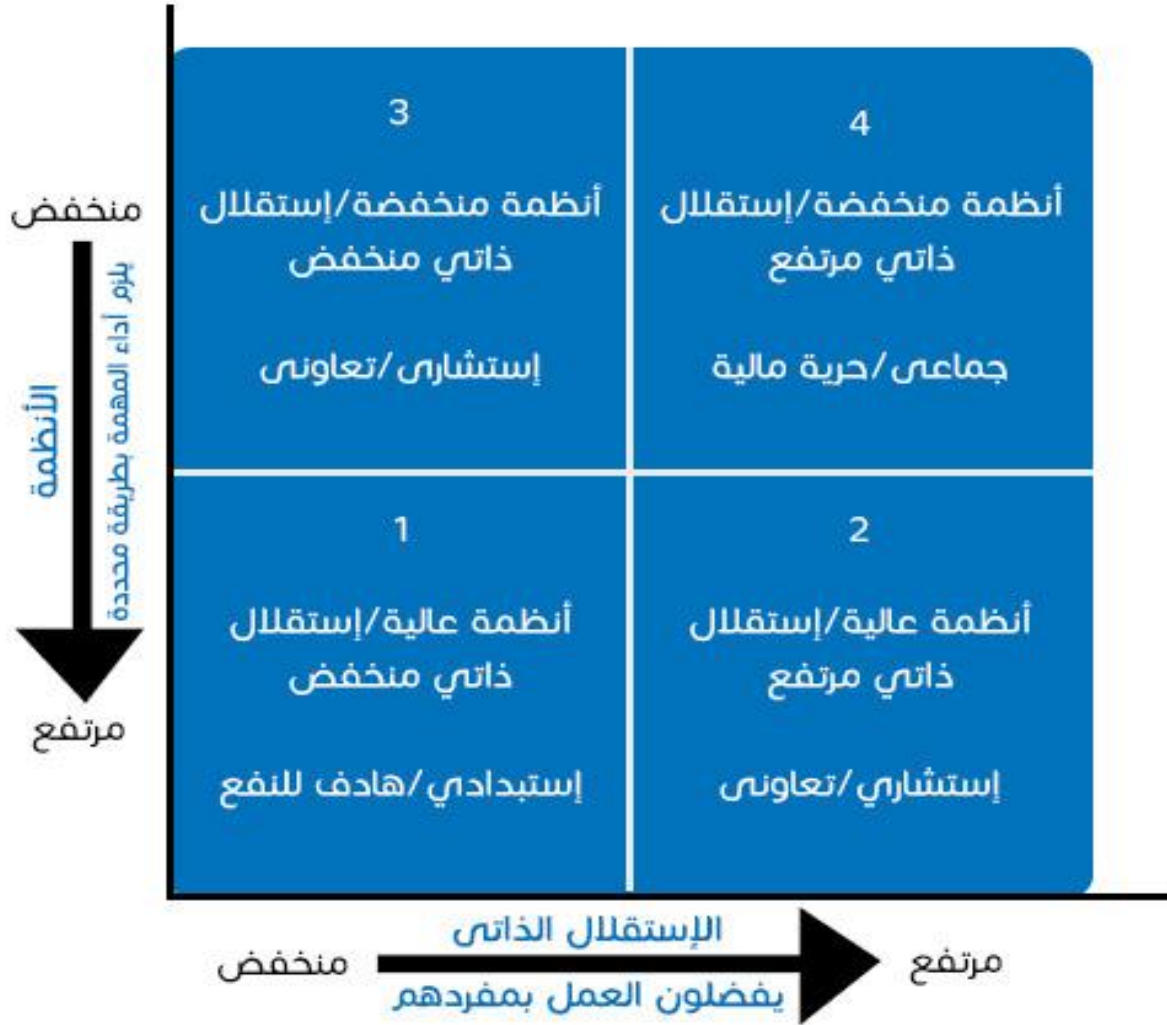 3
أنظمة منخفضة/إستقلال
ذاتي منخفض
إستشارى/تعاونى
4
أنظمة منخفضة/إستقلال
ذاتي مرتفع
جماعى/حرية مالية
1
أنظمة عالية/إستقلال
ذاتي منخفض
إستبدادي/هادف للنفع
2
أنظمة عالية/إستقلال
ذاتي مرتفع
إستشاري/تعاونى
منخفض
الأنظمة
يلزم أداء المهمة بطريقة محددة
مرتفع
منخفض
الإستقلال الذاتى
يفضلون العمل بمفردهم
مرتفع